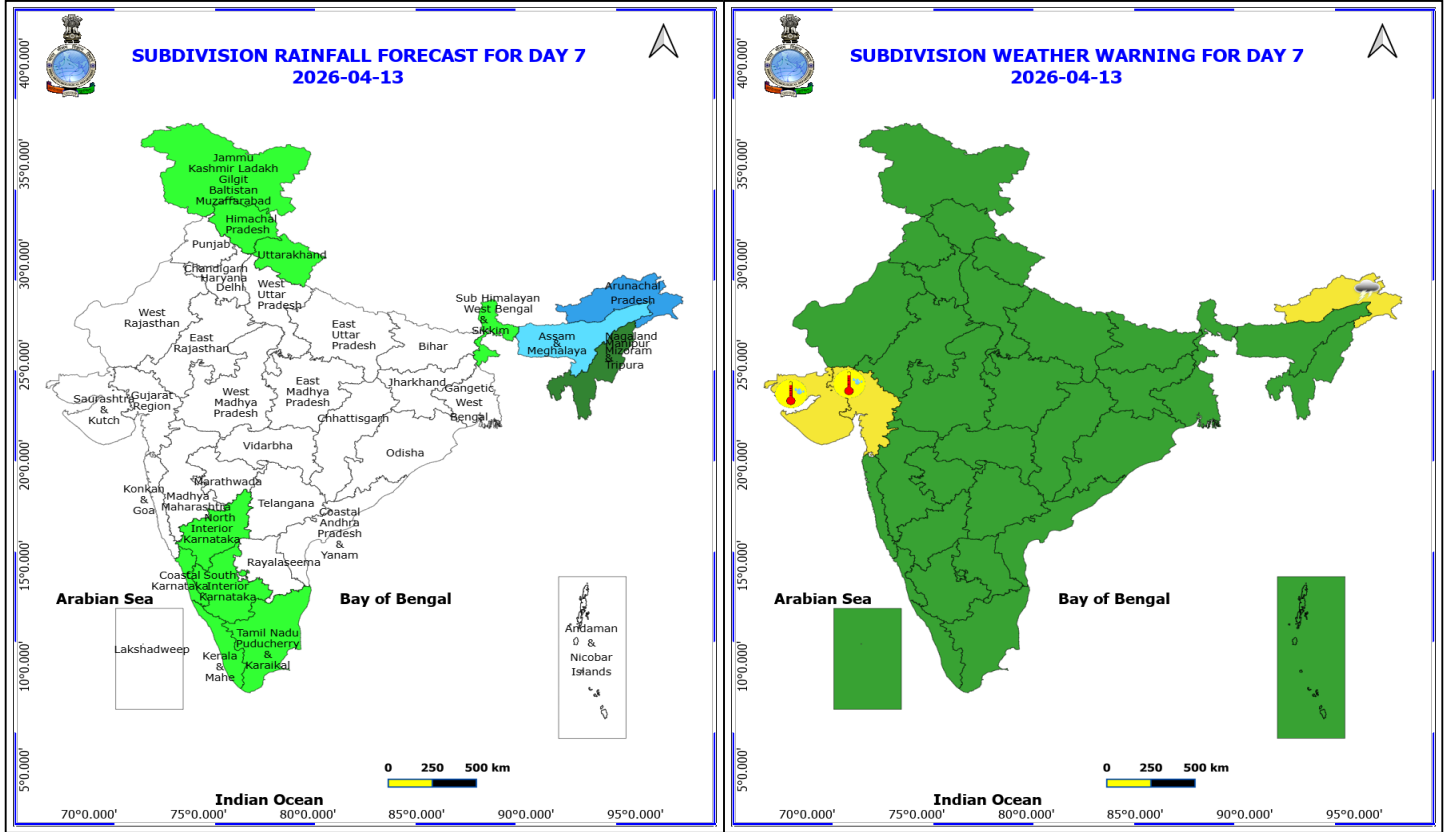 SUBDIVISION RAINFALL FORECAST FOR DAY 7
2026-04-13
40°0.000'
35°0.000'
30°0.000'
25°0.000'
20°0.000'
15°0.000'
10°0.000'
5°0.000'
Jammu
Kashmir Ladakh
Gilgit
Baltistan
Muzaffarabad
Himachal
Pradesh
Punjab
Uttarakhand
Chandigarh
Haryana
Delhi
West
Uttar
Pradesh
West
Rajasthan
East
Rajasthan
East
Uttar
Pradesh
Bihar
Sub Himalayan
West Bengal
&
Sikkim
Arunachal
Pradesh
Assam
&
Meghalaya
Nagaland
Manipur
Mizoram
&
Tripura
Saurashtra
&
Kutch
Gujarat
Region
West
Madhya
Pradesh
East
Madhya
Pradesh
Jharkhand
Gangetic
West
Bengal
Chhattisgarh
Vidarbha
Odisha
Konkan
&
Goa
Madhya
Maharashtra
Marathwada
Telangana
North
Interior
Karnataka
Coastal
Andhra
Pradesh
&
Yanam
Rayalaseema
Coastal
Karnataka
South
Interior
Karnataka
Arabian Sea
Bay of Bengal
Lakshadweep
Kerala
&
Mahe
Tamil Nadu
Puducherry
&
Karaikal
Andaman
&
Nicobar
Islands
0 250 500 km
Indian Ocean
70°0.000' 75°0.000' 80°0.000' 85°0.000' 90°0.000' 95°0.000'
SUBDIVISION WEATHER WARNING FOR DAY 7
2026-04-13
40°0.000'
35°0.000'
30°0.000'
25°0.000'
20°0.000'
15°0.000'
10°0.000'
5°0.000'
Arabian Sea
Bay of Bengal
0 250 500 km
Indian Ocean
70°0.000' 75°0.000' 80°0.000' 85°0.000' 90°0.000' 95°0.000'